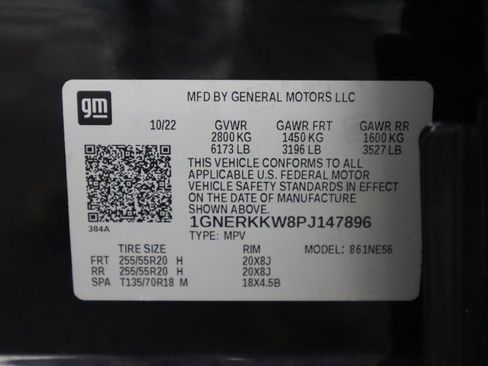 gm
MFD BY GENERAL MOTORS LLC
10/22 GVWR GAWR FRT GAWR RR
2800 KG 1450 KG 1600 KG
6173 LB 3196 LB 3527 LB
THIS VEHICLE CONFORMS TO ALL
APPLICABLE U.S. FEDERAL MOTOR
VEHICLE SAFETY STANDARDS IN EFFECT
ON THE DATE OF MANUFACTURE
SHOWN ABOVE.
384A
1GNERKKW8PJ147896
TYPE: MPV MODEL: 861NE56
TIRE SIZE RIM
FRT 255/55R20 H 20X8J
RR 255/55R20 H 20X8J
SPA T135/70R18 M 18X4.5B